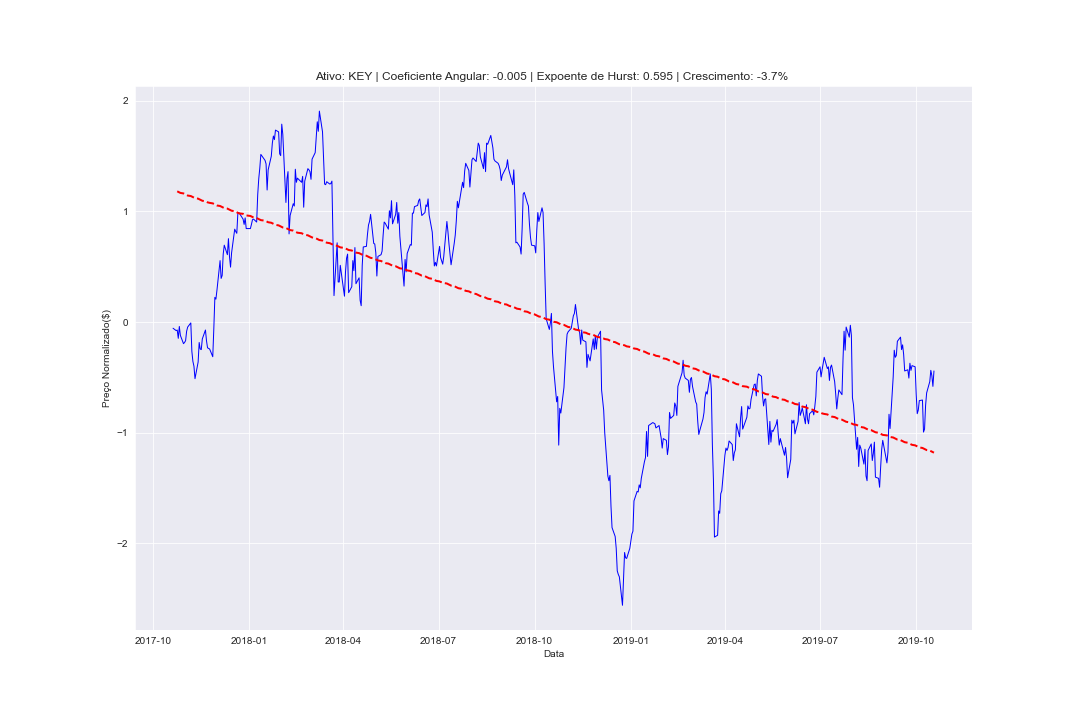 Ativo: KEY | Coeficiente Angular: -0.005 | Expoente de Hurst: 0.595 | Crescimento: -3.7%
2
1
0
−1
−2
Preço Normalizado($)
2017-10 2018-01 2018-04 2018-07 2018-10 2019-01 2019-04 2019-07 2019-10
Data